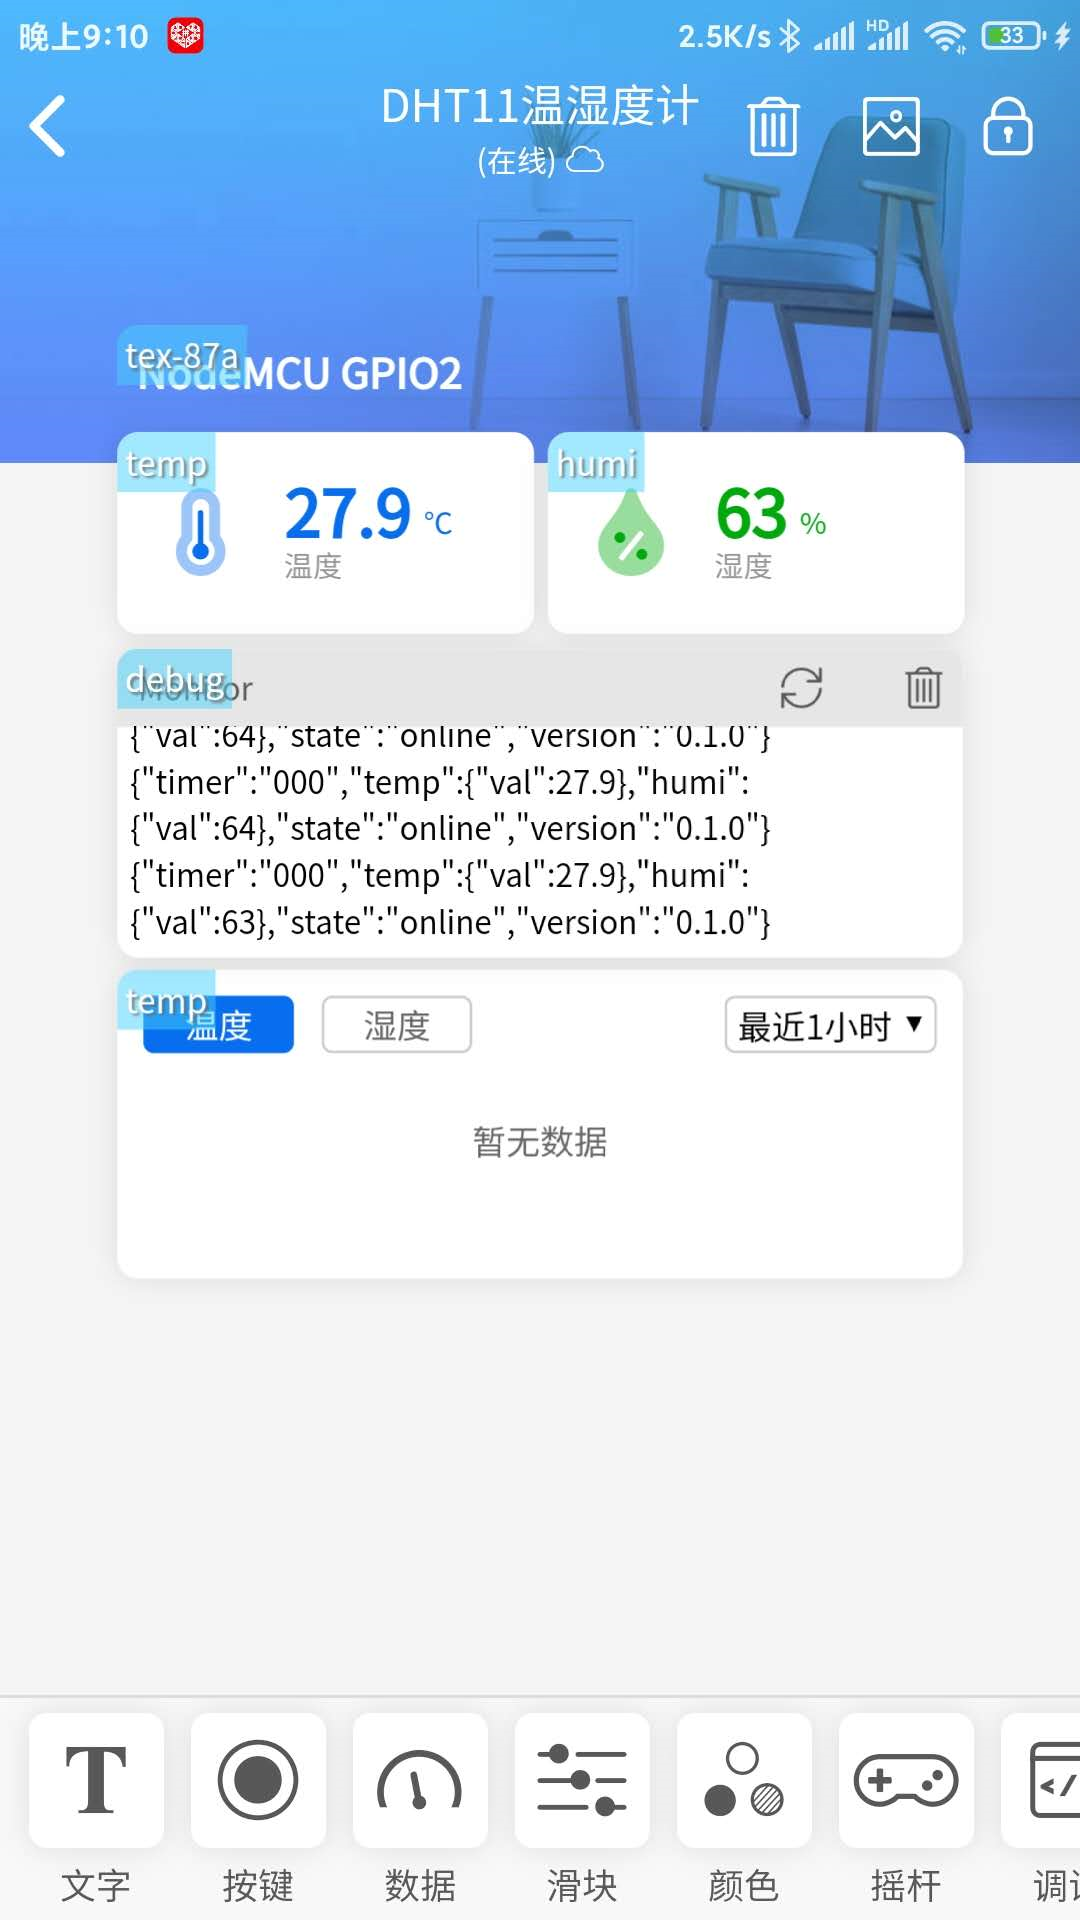 晚上9:10
2.5K/s
HD
33
DHT11温湿度计
(在线)
tex-87a
NodeMCU GPIO2
temp
27.9 °C
温度
humi
63 %
湿度
debug
Monitor
{"val":64},"state":"online","version":"0.1.0"}
{"timer":"000","temp":{"val":27.9},"humi":
{"val":64},"state":"online","version":"0.1.0"}
{"timer":"000","temp":{"val":27.9},"humi":
{"val":63},"state":"online","version":"0.1.0"}
temp
温度
湿度
最近1小时 ▼
暂无数据
文字
按键
数据
滑块
颜色
摇杆
调